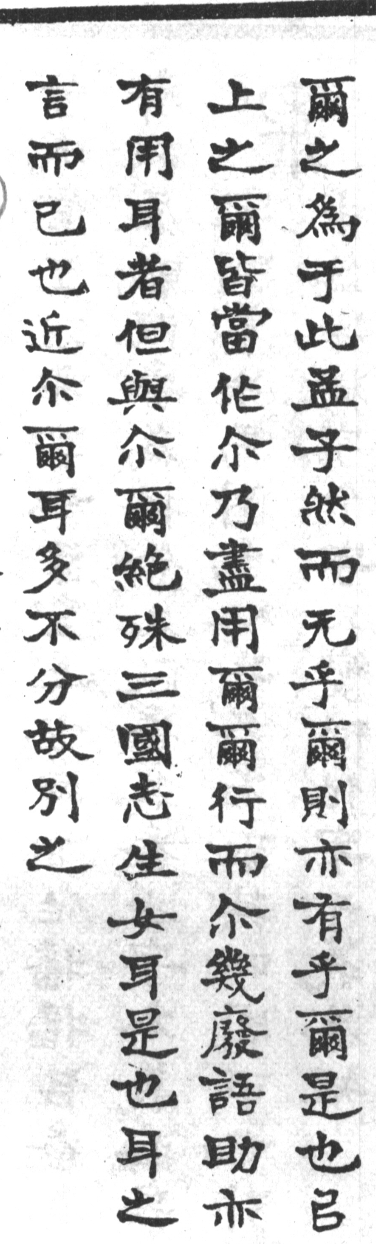 爾之為于此孟子然而无乎爾則亦有乎爾是也㠯
上之爾皆當作尒乃盡用爾爾行而尒幾廢語助亦
有用耳者但與尒爾絶殊三國志生女耳是也耳之
言而已也近尒爾耳多不分故別之